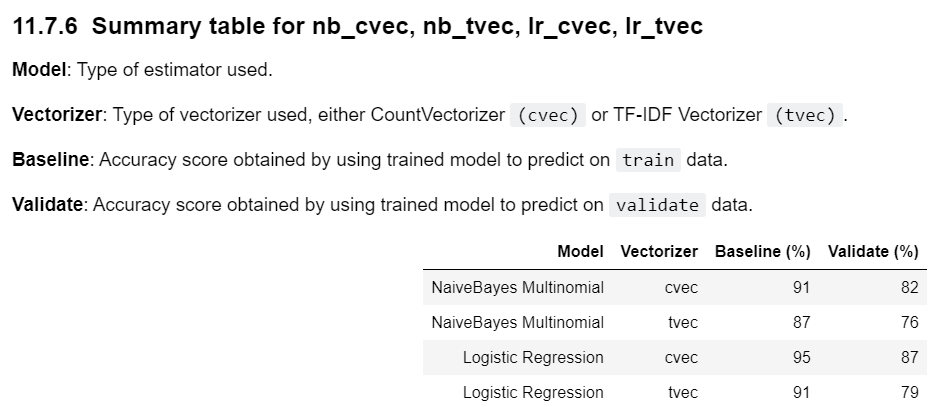 11.7.6 Summary table for nb_cvec, nb_tvec, lr_cvec, lr_tvec
Model: Type of estimator used.
Vectorizer: Type of vectorizer used, either CountVectorizer (cvec) or TF-IDF Vectorizer (tvec) .
Baseline: Accuracy score obtained by using trained model to predict on train data.
Validate: Accuracy score obtained by using trained model to predict on validate data.
Model Vectorizer Baseline (%) Validate (%)
NaiveBayes Multinomial cvec 91 82
NaiveBayes Multinomial tvec 87 76
Logistic Regression cvec 95 87
Logistic Regression tvec 91 79